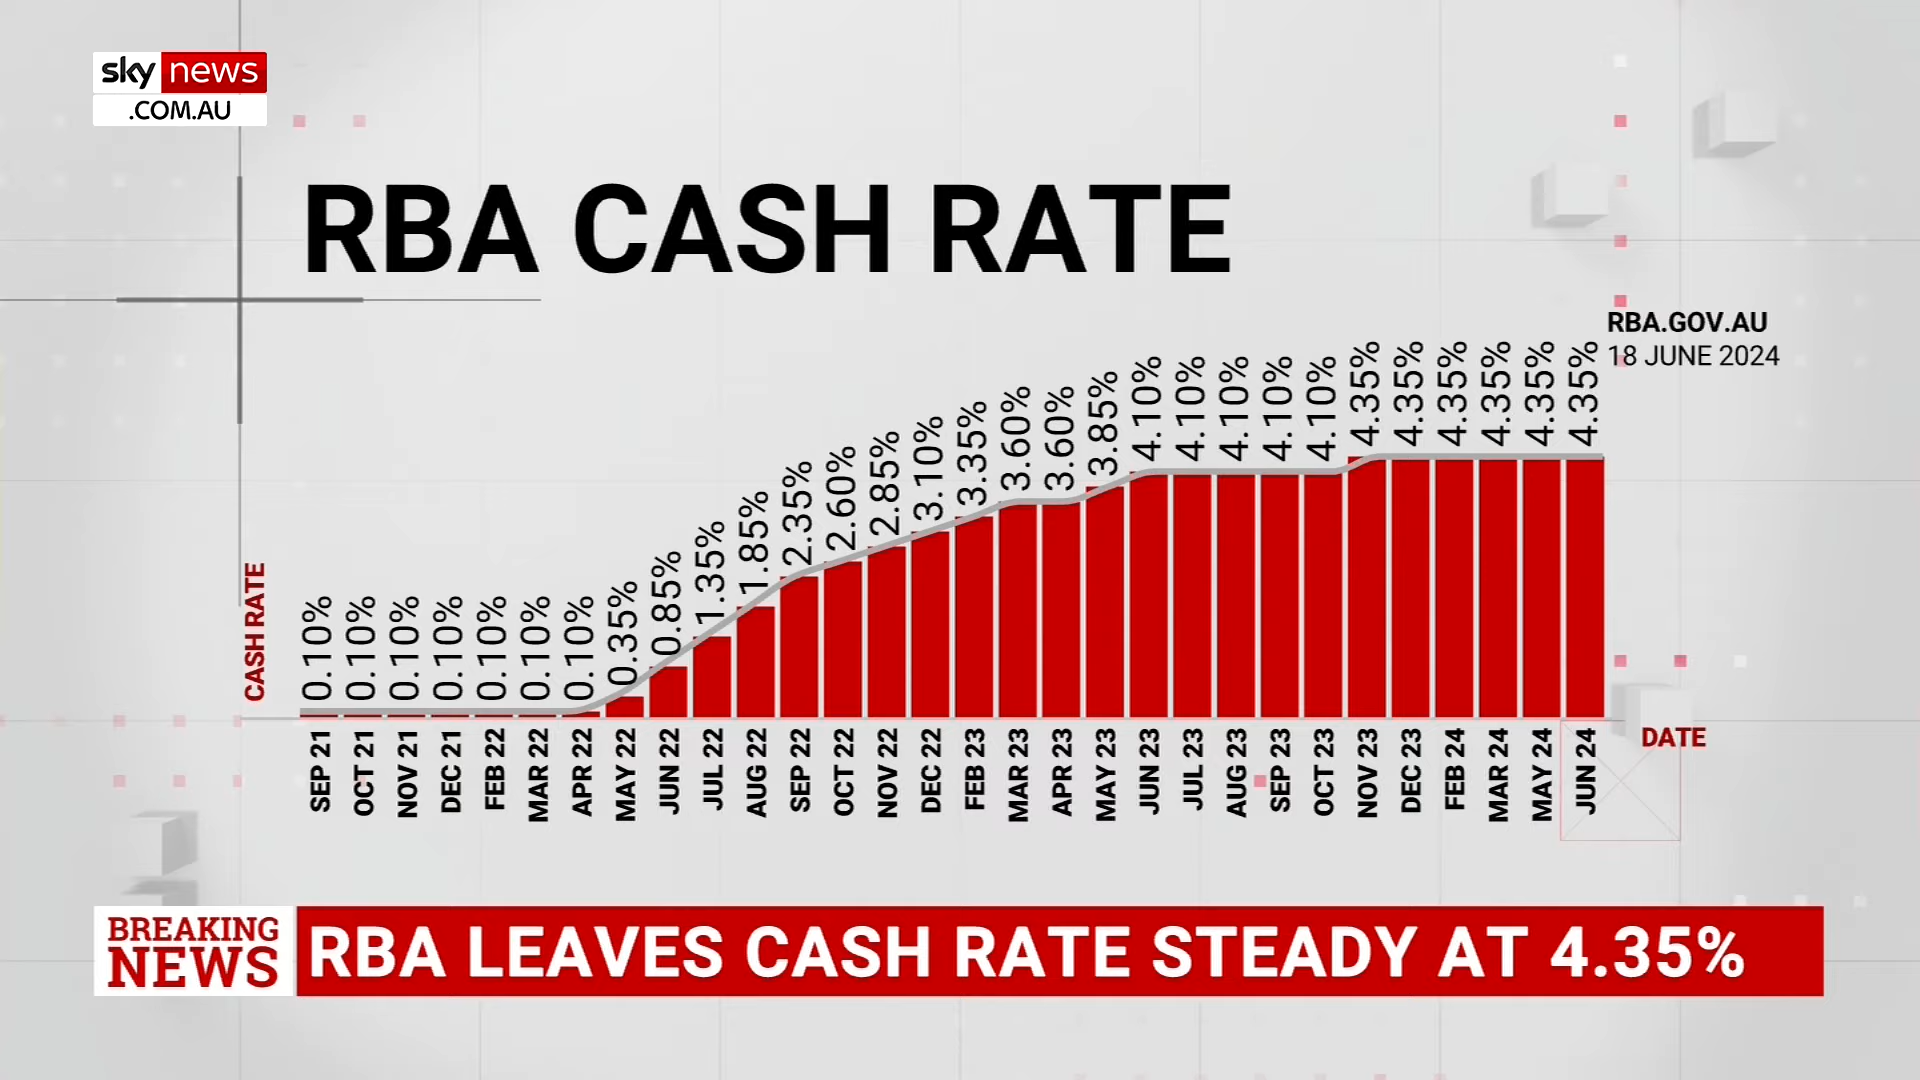 sky news
.COM.AU
RBA CASH RATE
RBA.GOV.AU
18 JUNE 2024
CASH RATE
0.10%
0.10%
0.10%
0.10%
0.10%
0.10%
0.10%
0.35%
0.85%
1.35%
1.85%
2.35%
2.60%
2.85%
3.10%
3.35%
3.60%
3.60%
3.85%
4.10%
4.10%
4.10%
4.10%
4.10%
4.35%
4.35%
4.35%
4.35%
4.35%
4.35%
SEP 21
OCT 21
NOV 21
DEC 21
FEB 22
MAR 22
APR 22
MAY 22
JUN 22
JUL 22
AUG 22
SEP 22
OCT 22
NOV 22
DEC 22
FEB 23
MAR 23
APR 23
MAY 23
JUN 23
JUL 23
AUG 23
SEP 23
OCT 23
NOV 23
DEC 23
FEB 24
MAR 24
MAY 24
JUN 24
DATE
BREAKING
NEWS
RBA LEAVES CASH RATE STEADY AT 4.35%